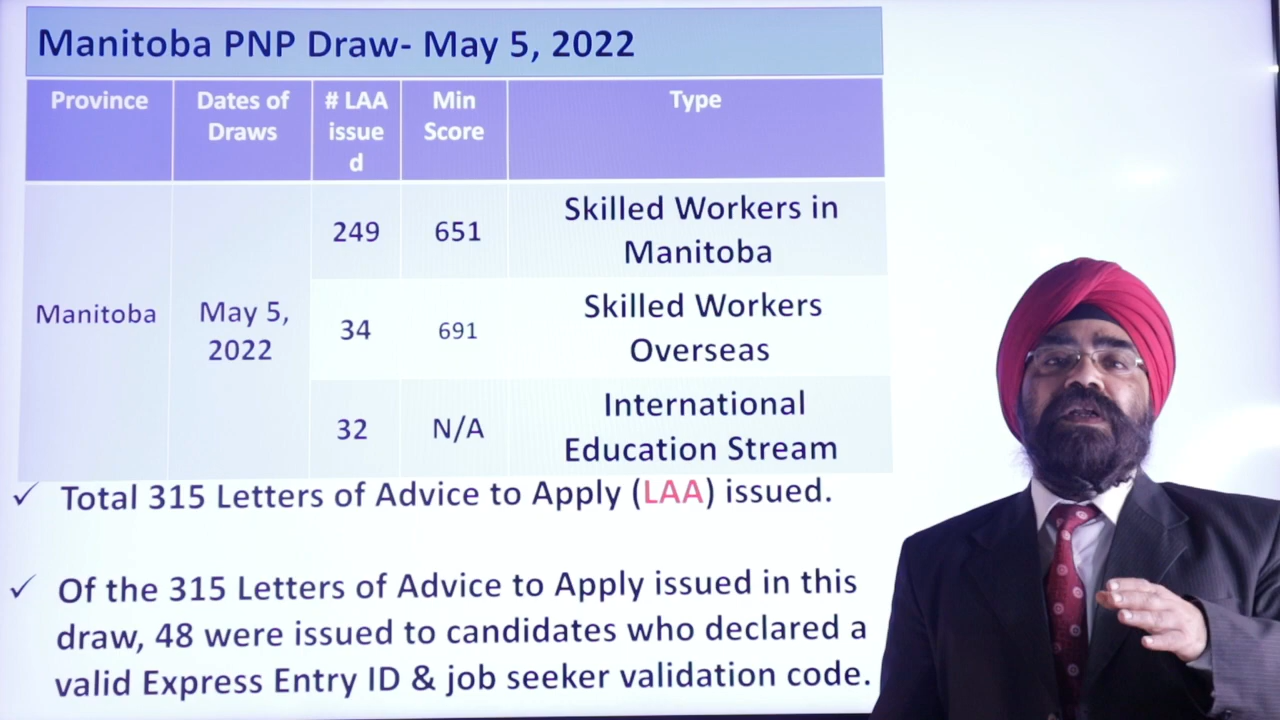 Manitoba PNP Draw- May 5, 2022
Province
Dates of
Draws
# LAA
issue
d
Min
Score
Type
Manitoba
May 5,
2022
249
651
Skilled Workers in
Manitoba
34
691
Skilled Workers
Overseas
32
N/A
International
Education Stream
✓ Total 315 Letters of Advice to Apply (LAA) issued.
✓ Of the 315 Letters of Advice to Apply issued in this
draw, 48 were issued to candidates who declared a
valid Express Entry ID & job seeker validation code.